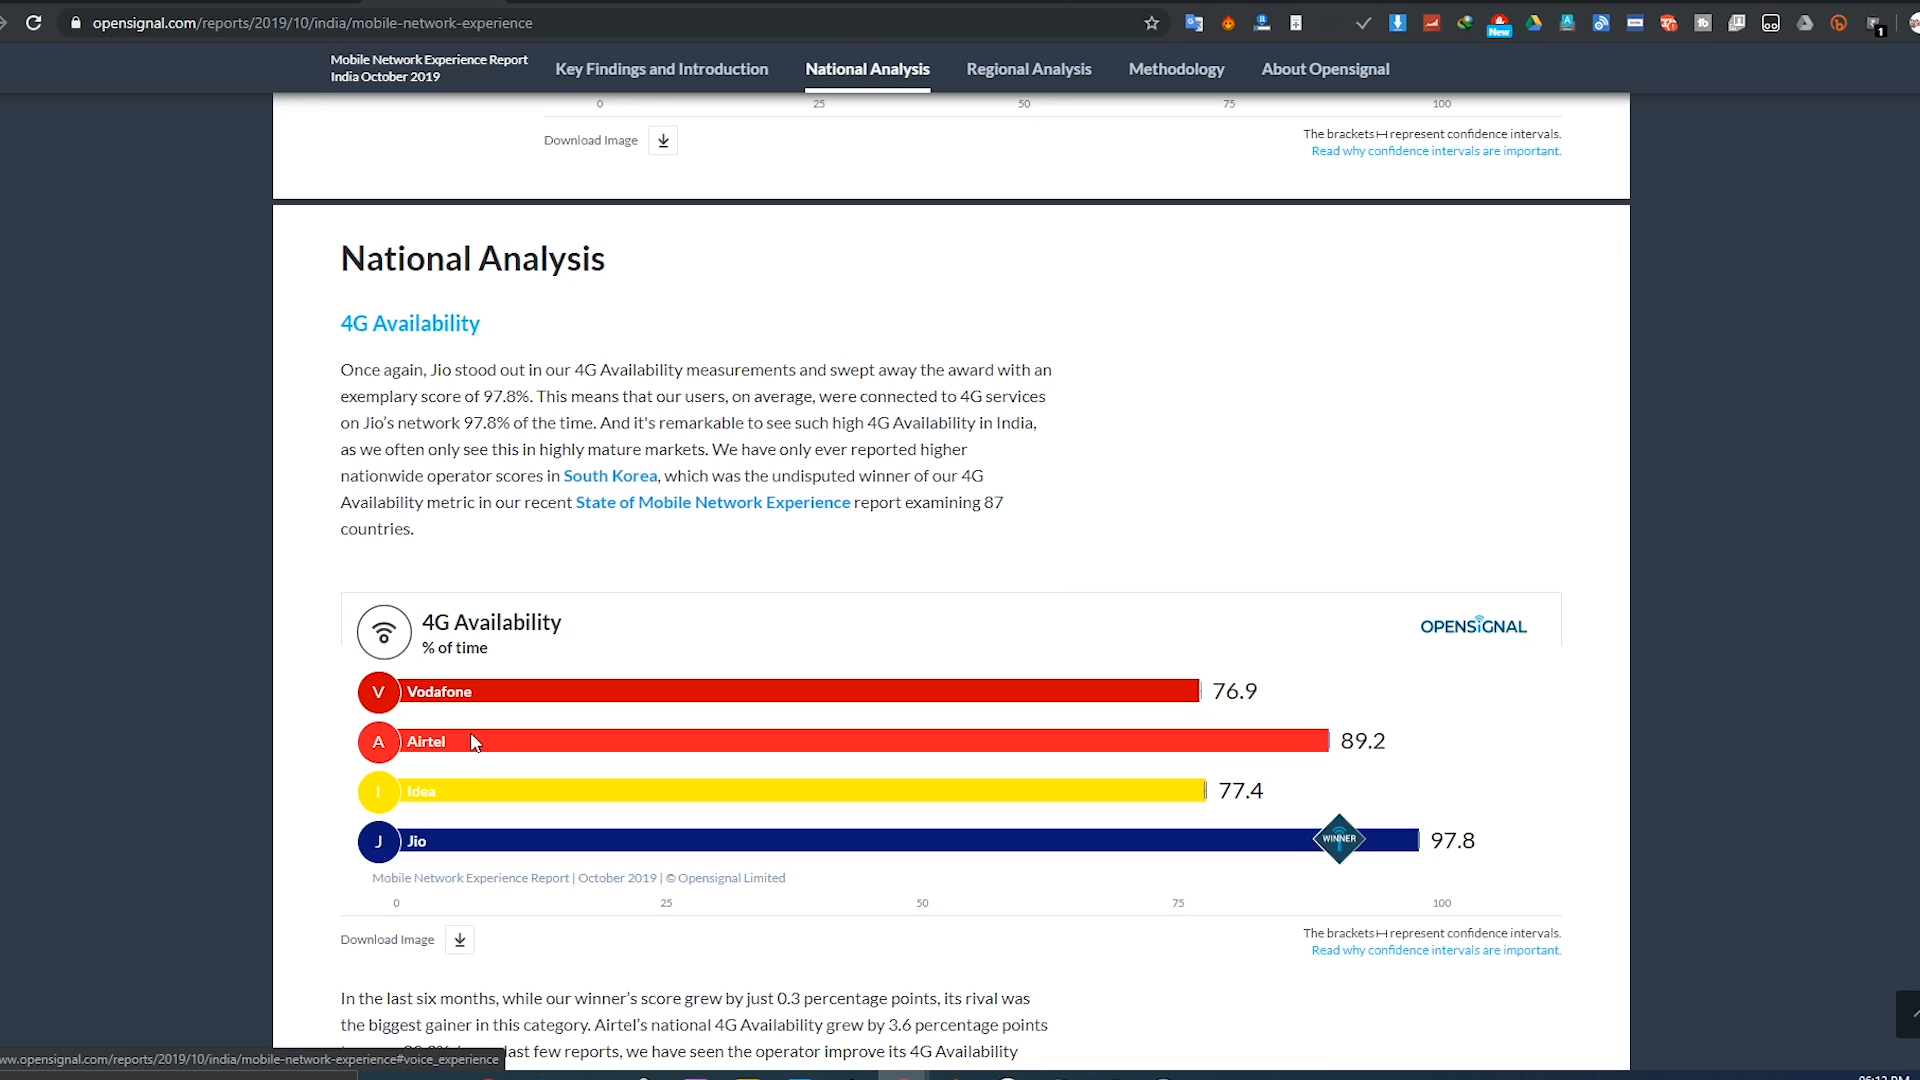 opensignal.com/reports/2019/10/india/mobile-network-experience
New
1
Mobile Network Experience Report
India October 2019
Key Findings and Introduction
National Analysis
Regional Analysis
Methodology
About Opensignal
0 25 50 75 100
Download Image
The brackets represent confidence intervals.
Read why confidence intervals are important.
National Analysis
4G Availability
Once again, Jio stood out in our 4G Availability measurements and swept away the award with an
exemplary score of 97.8%. This means that our users, on average, were connected to 4G services
on Jio's network 97.8% of the time. And it's remarkable to see such high 4G Availability in India,
as we often only see this in highly mature markets. We have only ever reported higher
nationwide operator scores in South Korea, which was the undisputed winner of our 4G
Availability metric in our recent State of Mobile Network Experience report examining 87
countries.
4G Availability
% of time
OPENSIGNAL
V Vodafone 76.9
A Airtel 89.2
I Idea 77.4
J Jio WINNER 97.8
Mobile Network Experience Report | October 2019 | © Opensignal Limited
0 25 50 75 100
Download Image
The brackets represent confidence intervals.
Read why confidence intervals are important.
In the last six months, while our winner's score grew by just 0.3 percentage points, its rival was
the biggest gainer in this category. Airtel's national 4G Availability grew by 3.6 percentage points
last few reports, we have seen the operator improve its 4G Availability
ww.opensignal.com/reports/2019/10/india/mobile-network-experience#voice_experience